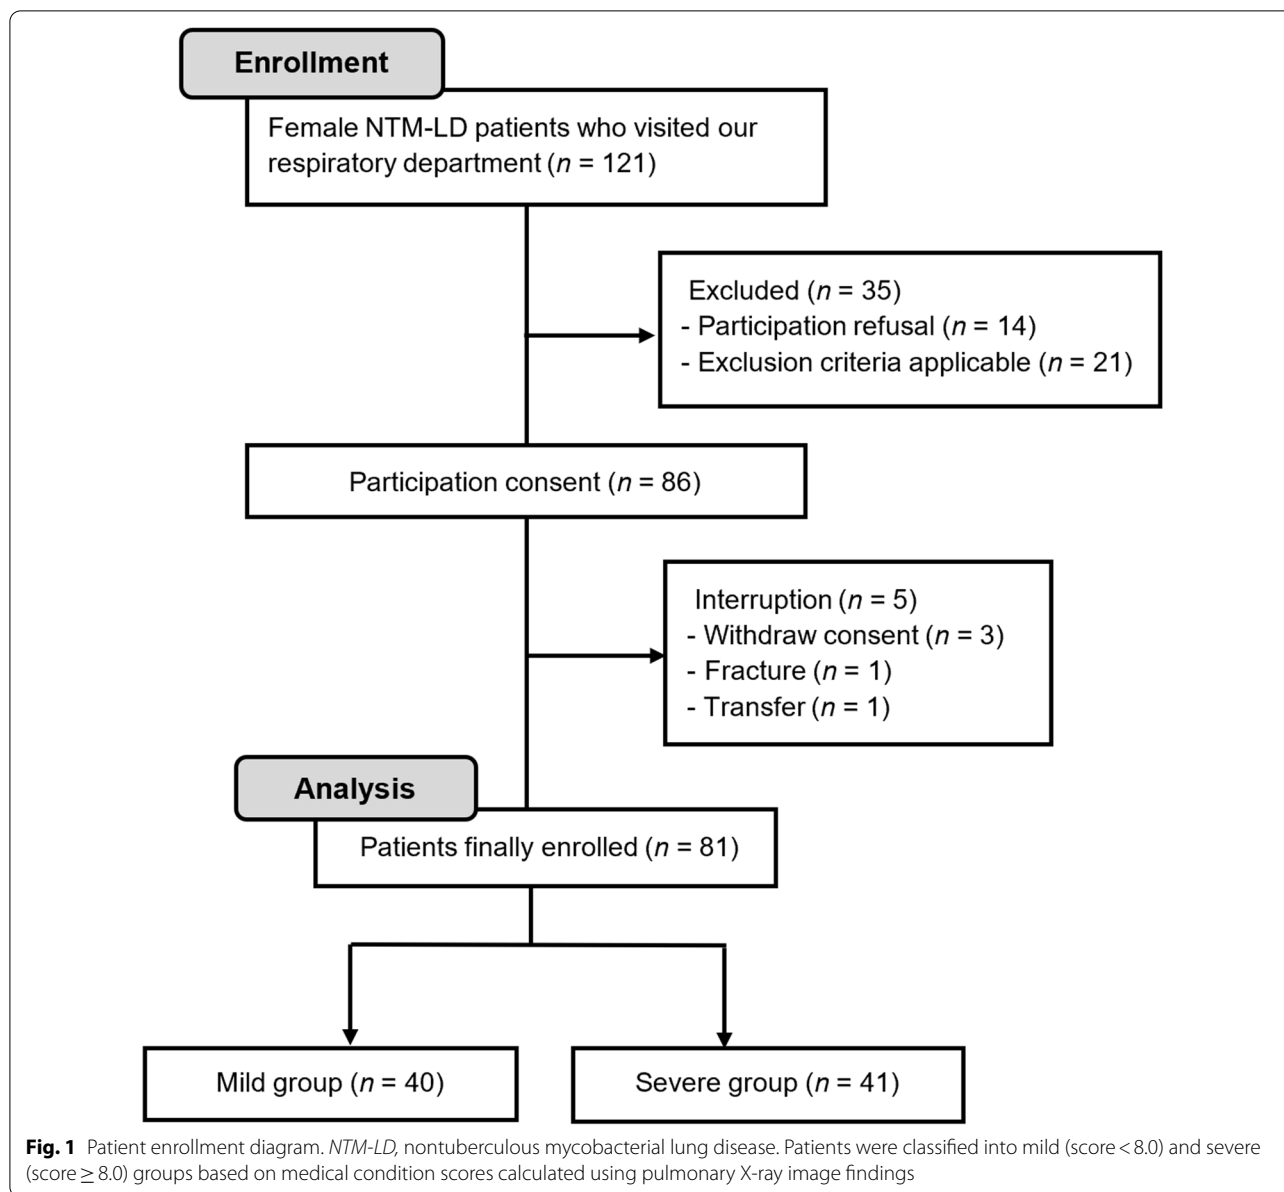 Enrollment
Female NTM-LD patients who visited our
respiratory department (n = 121)
Excluded (n = 35)
- Participation refusal (n = 14)
- Exclusion criteria applicable (n = 21)
Participation consent (n = 86)
Interruption (n = 5)
- Withdraw consent (n = 3)
- Fracture (n = 1)
- Transfer (n = 1)
Analysis
Patients finally enrolled (n = 81)
Mild group (n = 40)
Severe group (n = 41)
Fig. 1 Patient enrollment diagram. NTM-LD, nontuberculous mycobacterial lung disease. Patients were classified into mild (score < 8.0) and severe
(score ≥ 8.0) groups based on medical condition scores calculated using pulmonary X-ray image findings